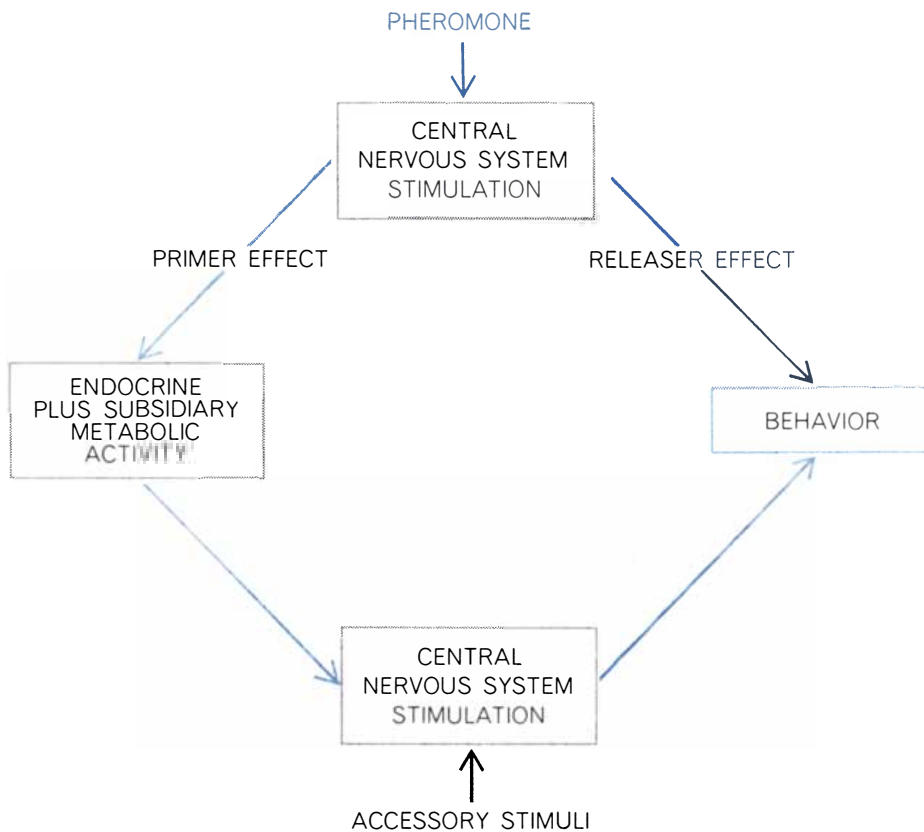 PHEROMONE
CENTRAL
NERVOUS SYSTEM
STIMULATION
PRIMER EFFECT
RELEASER EFFECT
ENDOCRINE
PLUS SUBSIDIARY
METABOLIC
ACTIVITY
BEHAVIOR
CENTRAL
NERVOUS SYSTEM
STIMULATION
ACCESSORY STIMULI